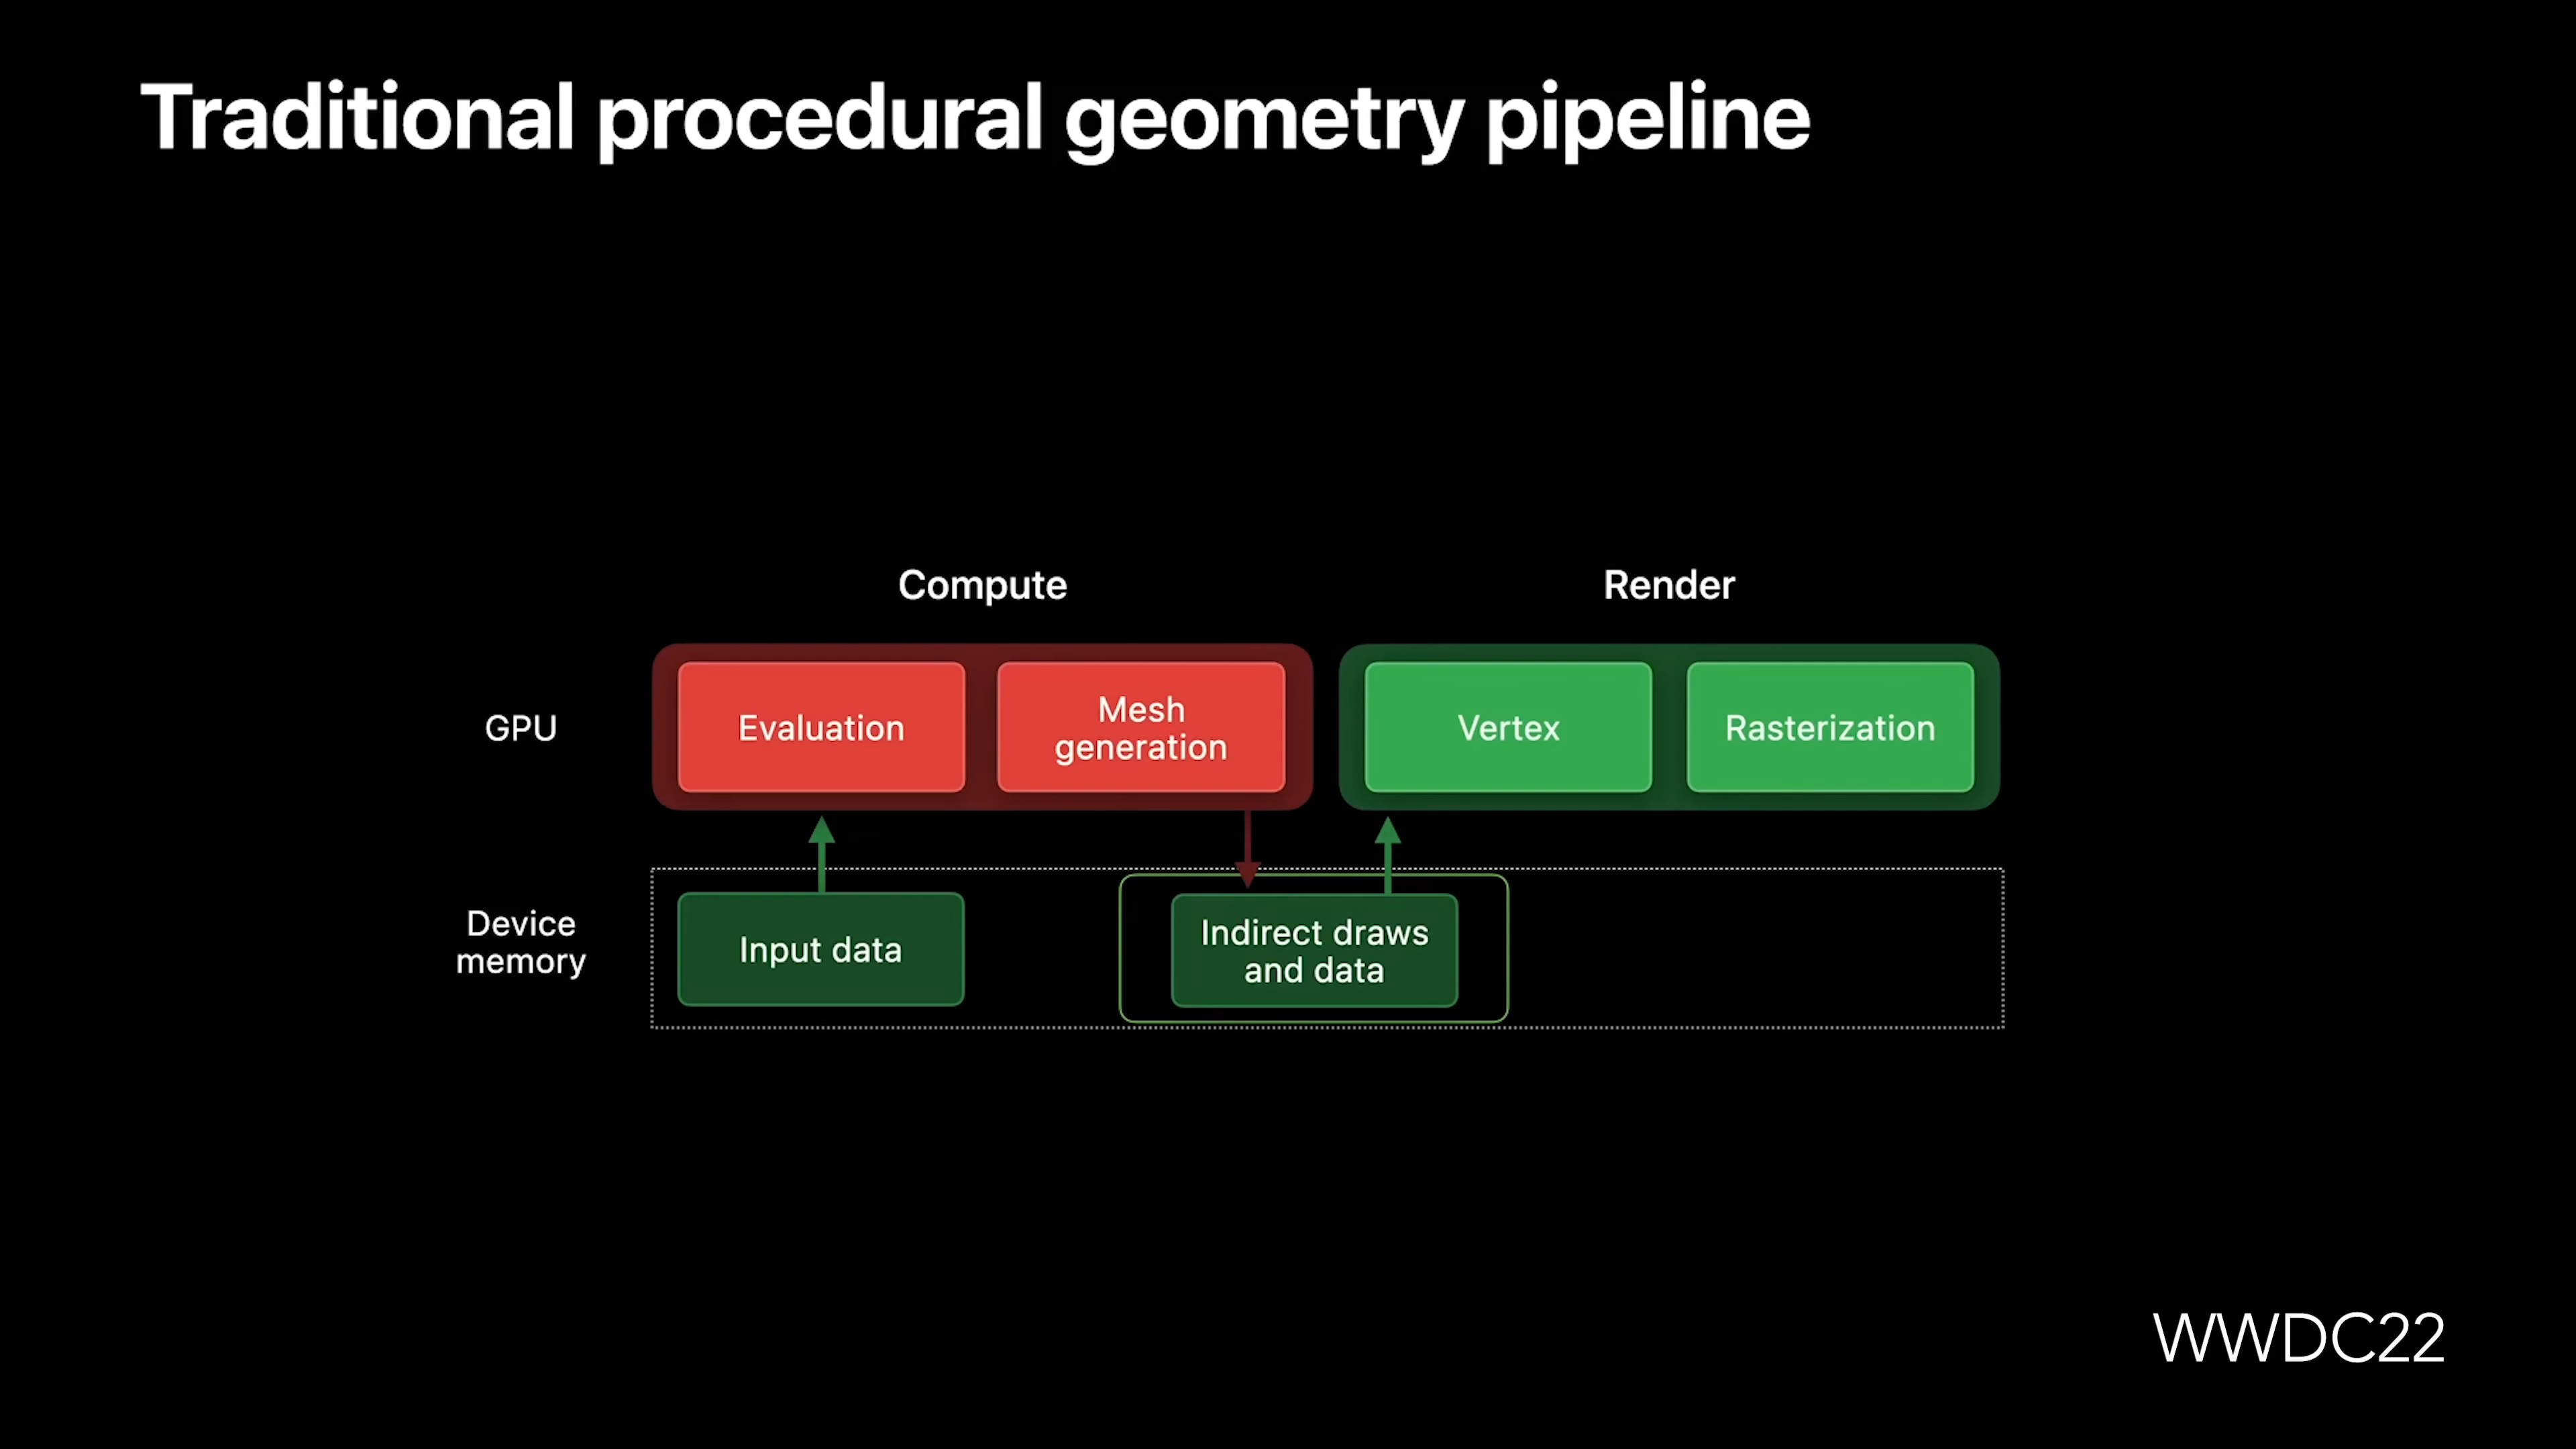 Traditional procedural geometry pipeline
Compute
Render
GPU
Evaluation
Mesh
generation
Vertex
Rasterization
Device
memory
Input data
Indirect draws
and data
WWDC22